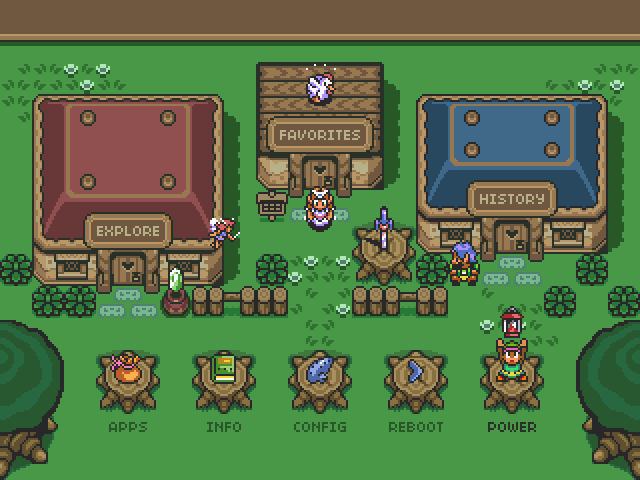 FAVORITES
HISTORY
EXPLORE
APPS
INFO
CONFIG
REBOOT
POWER